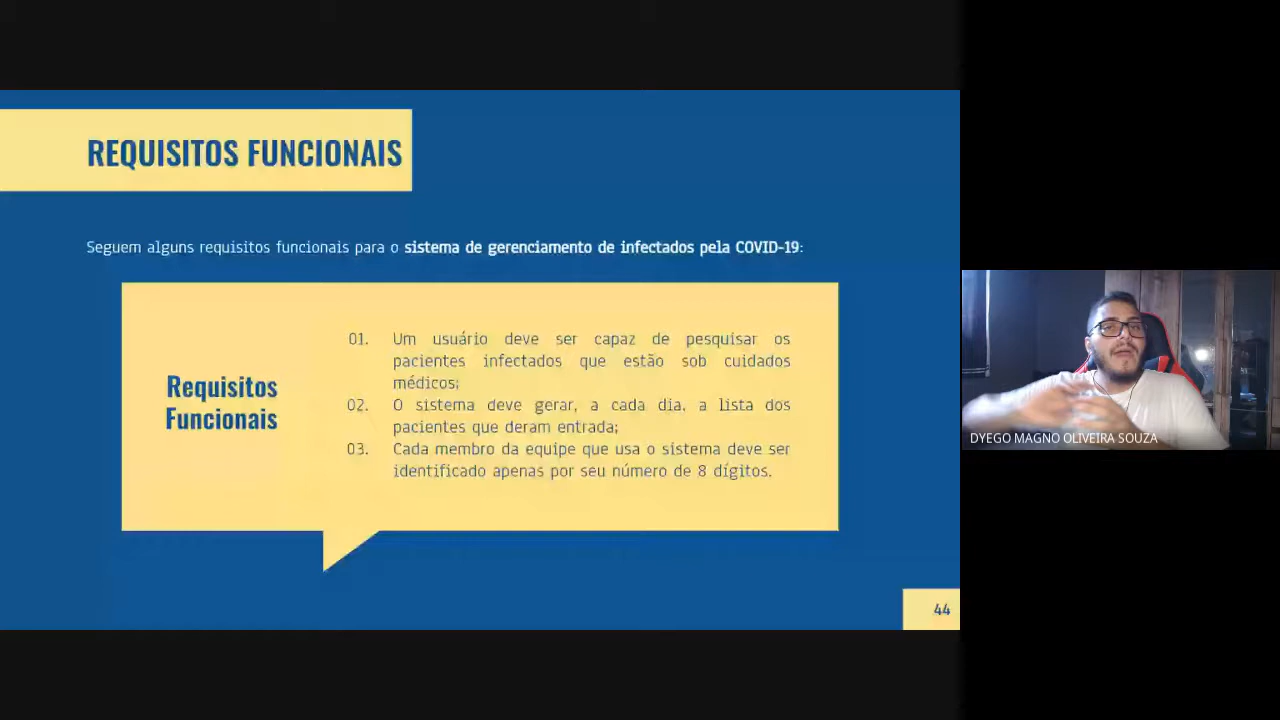 REQUISITOS FUNCIONAIS
Seguem alguns requisitos funcionais para o sistema de gerenciamento de infectados pela COVID-19:
Requisitos
Funcionais
01. Um usuário deve ser capaz de pesquisar os
pacientes infectados que estão sob cuidados
médicos;
02. O sistema deve gerar, a cada dia, a lista dos
pacientes que deram entrada;
03. Cada membro da equipe que usa o sistema deve ser
identificado apenas por seu número de 8 dígitos.
44
DYEGO MAGNO OLIVEIRA SOUZA